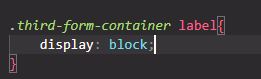 .third-form-container label{
    display: block;
}